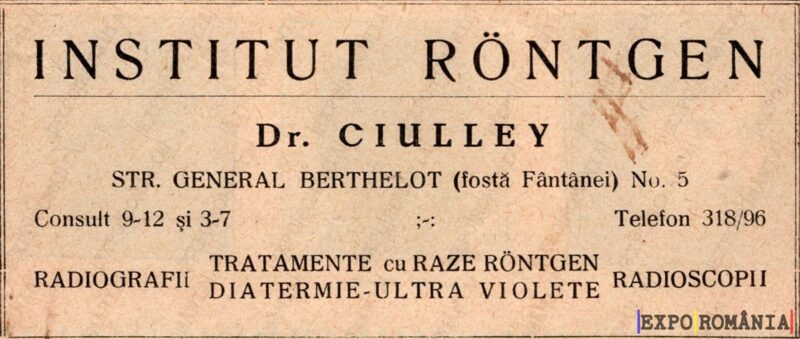 INSTITUT RÖNTGEN
Dr. CIULLEY
STR. GENERAL BERTHELOT (fostă Fântânei) No. 5
Consult 9-12 și 3-7 ;-: Telefon 318/96
RADIOGRAFII TRATAMENTE cu RAZE RÖNTGEN RADIOSCOPII
DIATERMIE-ULTRA VIOLETE
EXPO ROMÂNIA